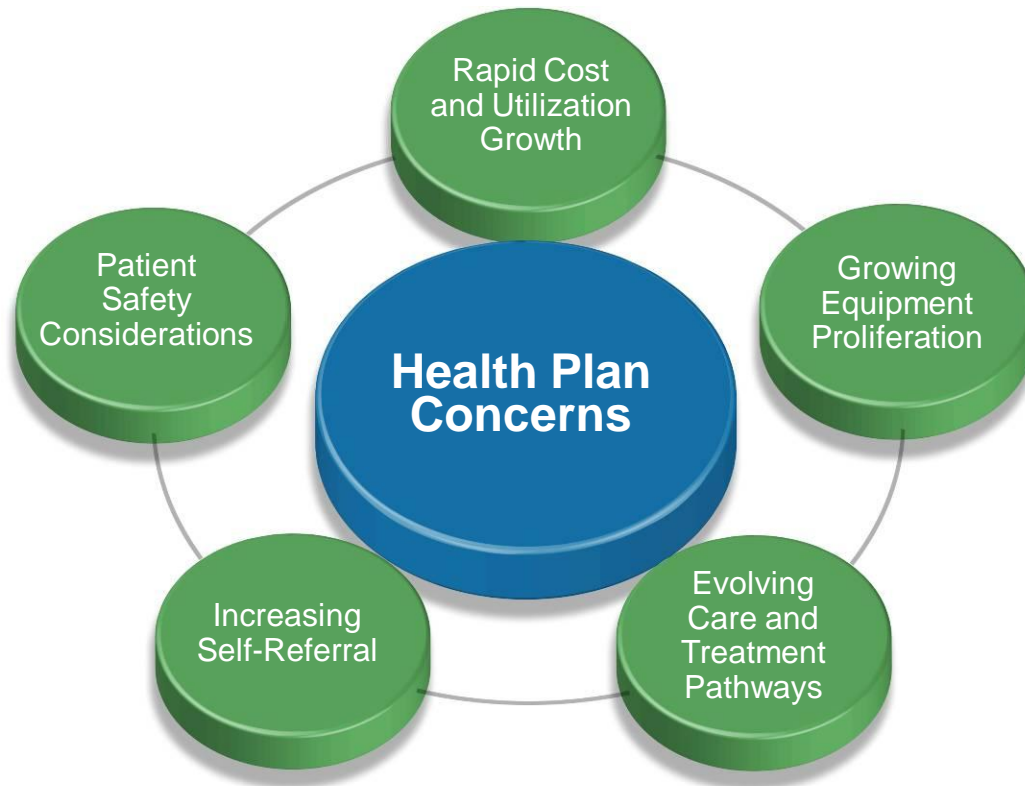 Rapid Cost
and Utilization
Growth
Patient
Safety
Considerations
Growing
Equipment
Proliferation
Health Plan
Concerns
Increasing
Self-Referral
Evolving
Care and
Treatment
Pathways